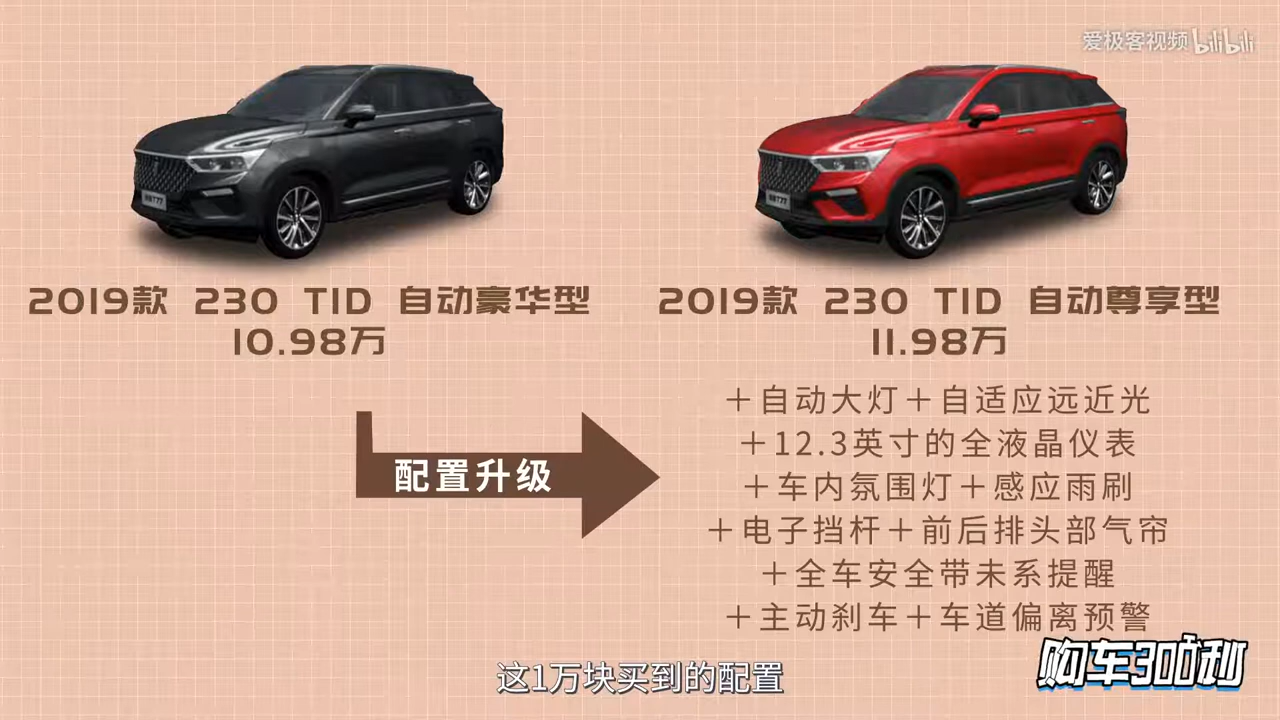 爱极客视频 bilibili
2019款 230 TID 自动豪华型
10.98万
2019款 230 TID 自动尊享型
11.98万
配置升级
+自动大灯+自适应远近光
+12.3英寸的全液晶仪表
+车内氛围灯+感应雨刷
+电子挡杆+前后排头部气帘
+全车安全带未系提醒
+主动刹车+车道偏离预警
这1万块买到的配置
购车300秒